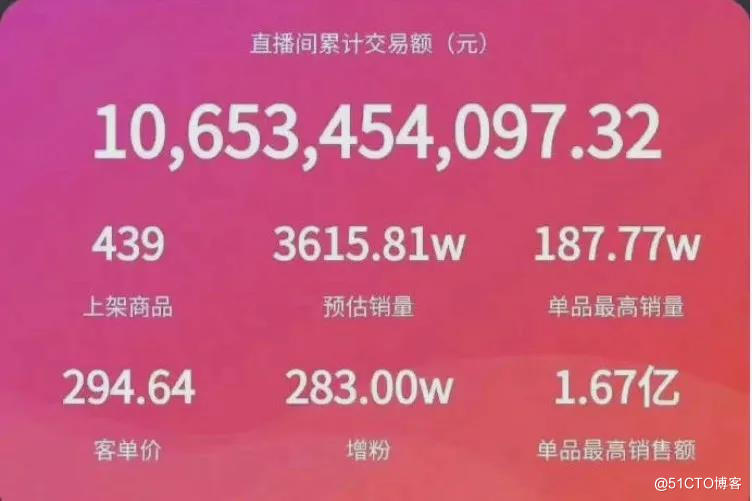 直播间累计交易额（元）
10,653,454,097.32
439 3615.81w 187.77w
上架商品 预估销量 单品最高销量
294.64 283.00w 1.67亿
客单价 增粉 单品最高销售额
@51CTO博客